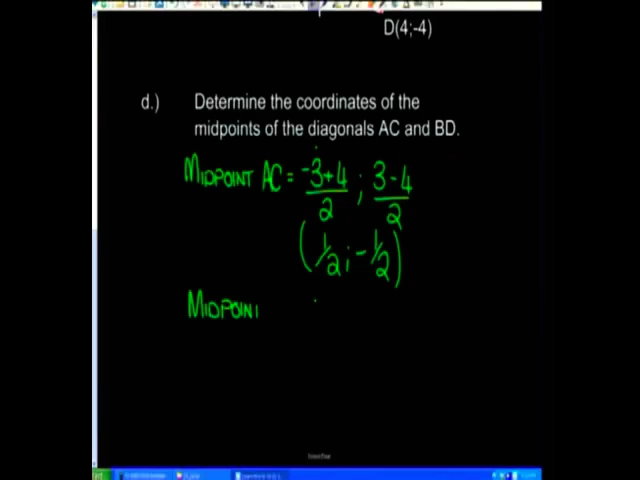 D(4;-4)
d.) Determine the coordinates of the
midpoints of the diagonals AC and BD.
MIDPOINT AC = -3+4/2 ; 3-4/2
(1/2 ; -1/2)
MIDPOIN